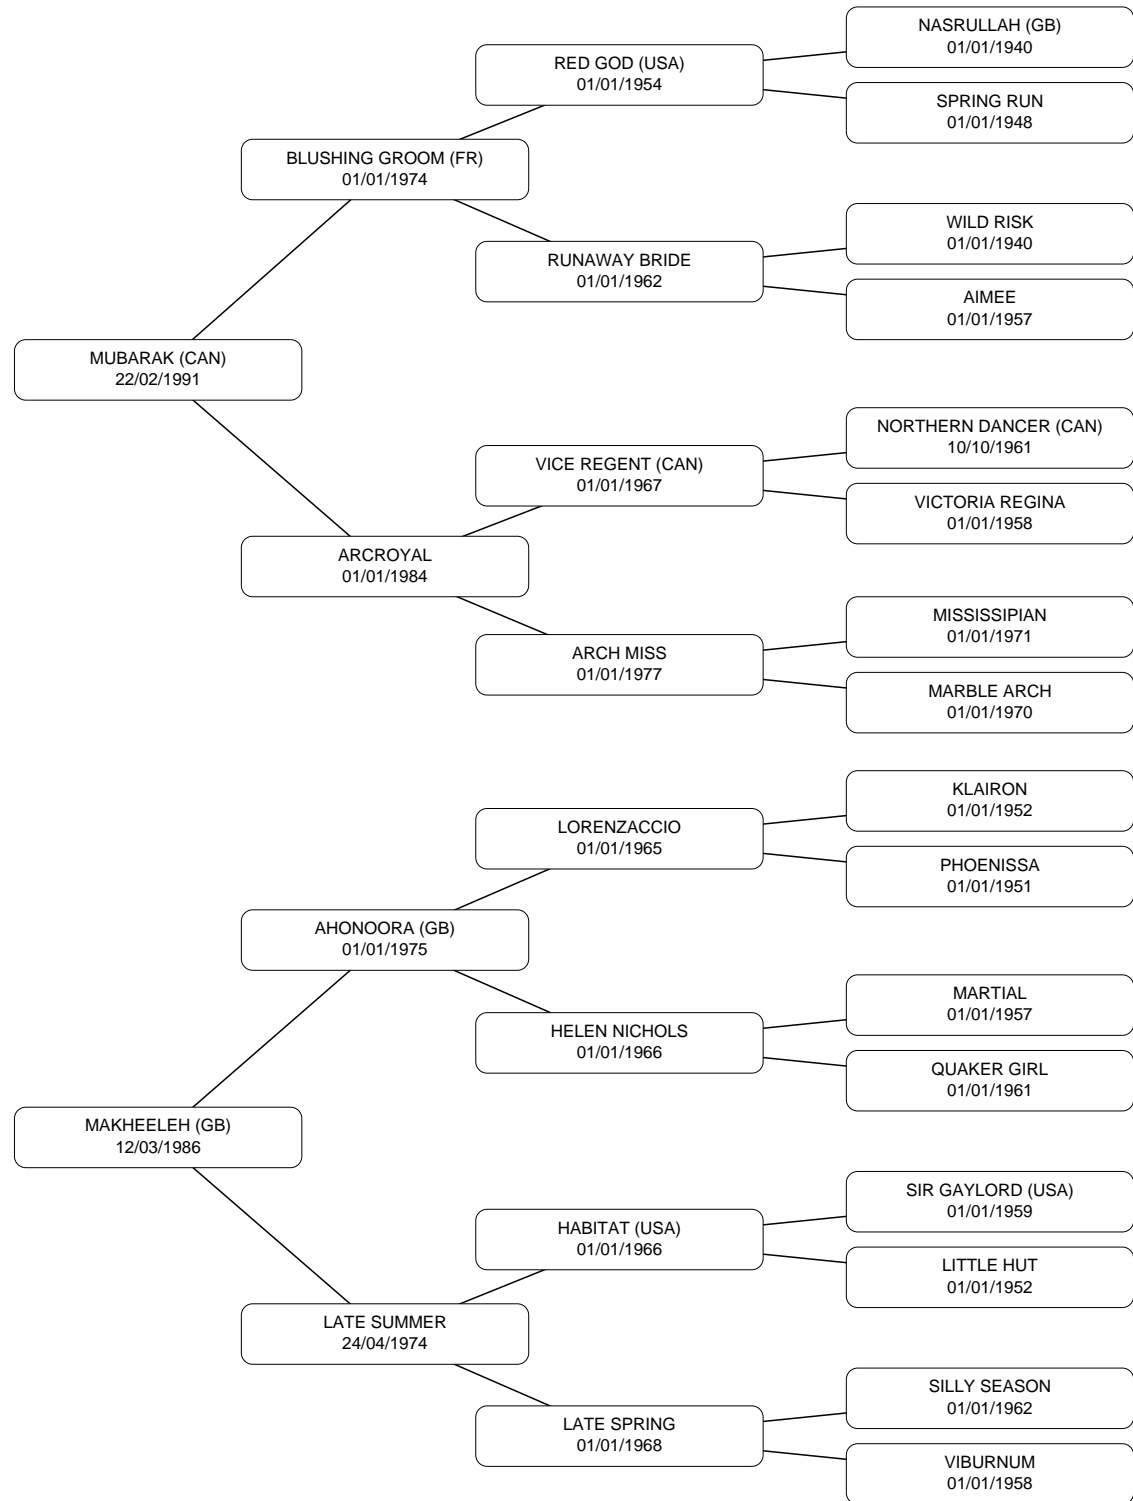 NASRULLAH (GB)
01/01/1940
RED GOD (USA)
01/01/1954
SPRING RUN
01/01/1948
BLUSHING GROOM (FR)
01/01/1974
WILD RISK
01/01/1940
RUNAWAY BRIDE
01/01/1962
AIMEE
01/01/1957
MUBARAK (CAN)
22/02/1991
NORTHERN DANCER (CAN)
10/10/1961
VICE REGENT (CAN)
01/01/1967
VICTORIA REGINA
01/01/1958
ARCROYAL
01/01/1984
MISSISSIPIAN
01/01/1971
ARCH MISS
01/01/1977
MARBLE ARCH
01/01/1970
KLAIRON
01/01/1952
LORENZACCIO
01/01/1965
PHOENISSA
01/01/1951
AHONOORA (GB)
01/01/1975
MARTIAL
01/01/1957
HELEN NICHOLS
01/01/1966
QUAKER GIRL
01/01/1961
MAKHEELEH (GB)
12/03/1986
SIR GAYLORD (USA)
01/01/1959
HABITAT (USA)
01/01/1966
LITTLE HUT
01/01/1952
LATE SUMMER
24/04/1974
SILLY SEASON
01/01/1962
LATE SPRING
01/01/1968
VIBURNUM
01/01/1958